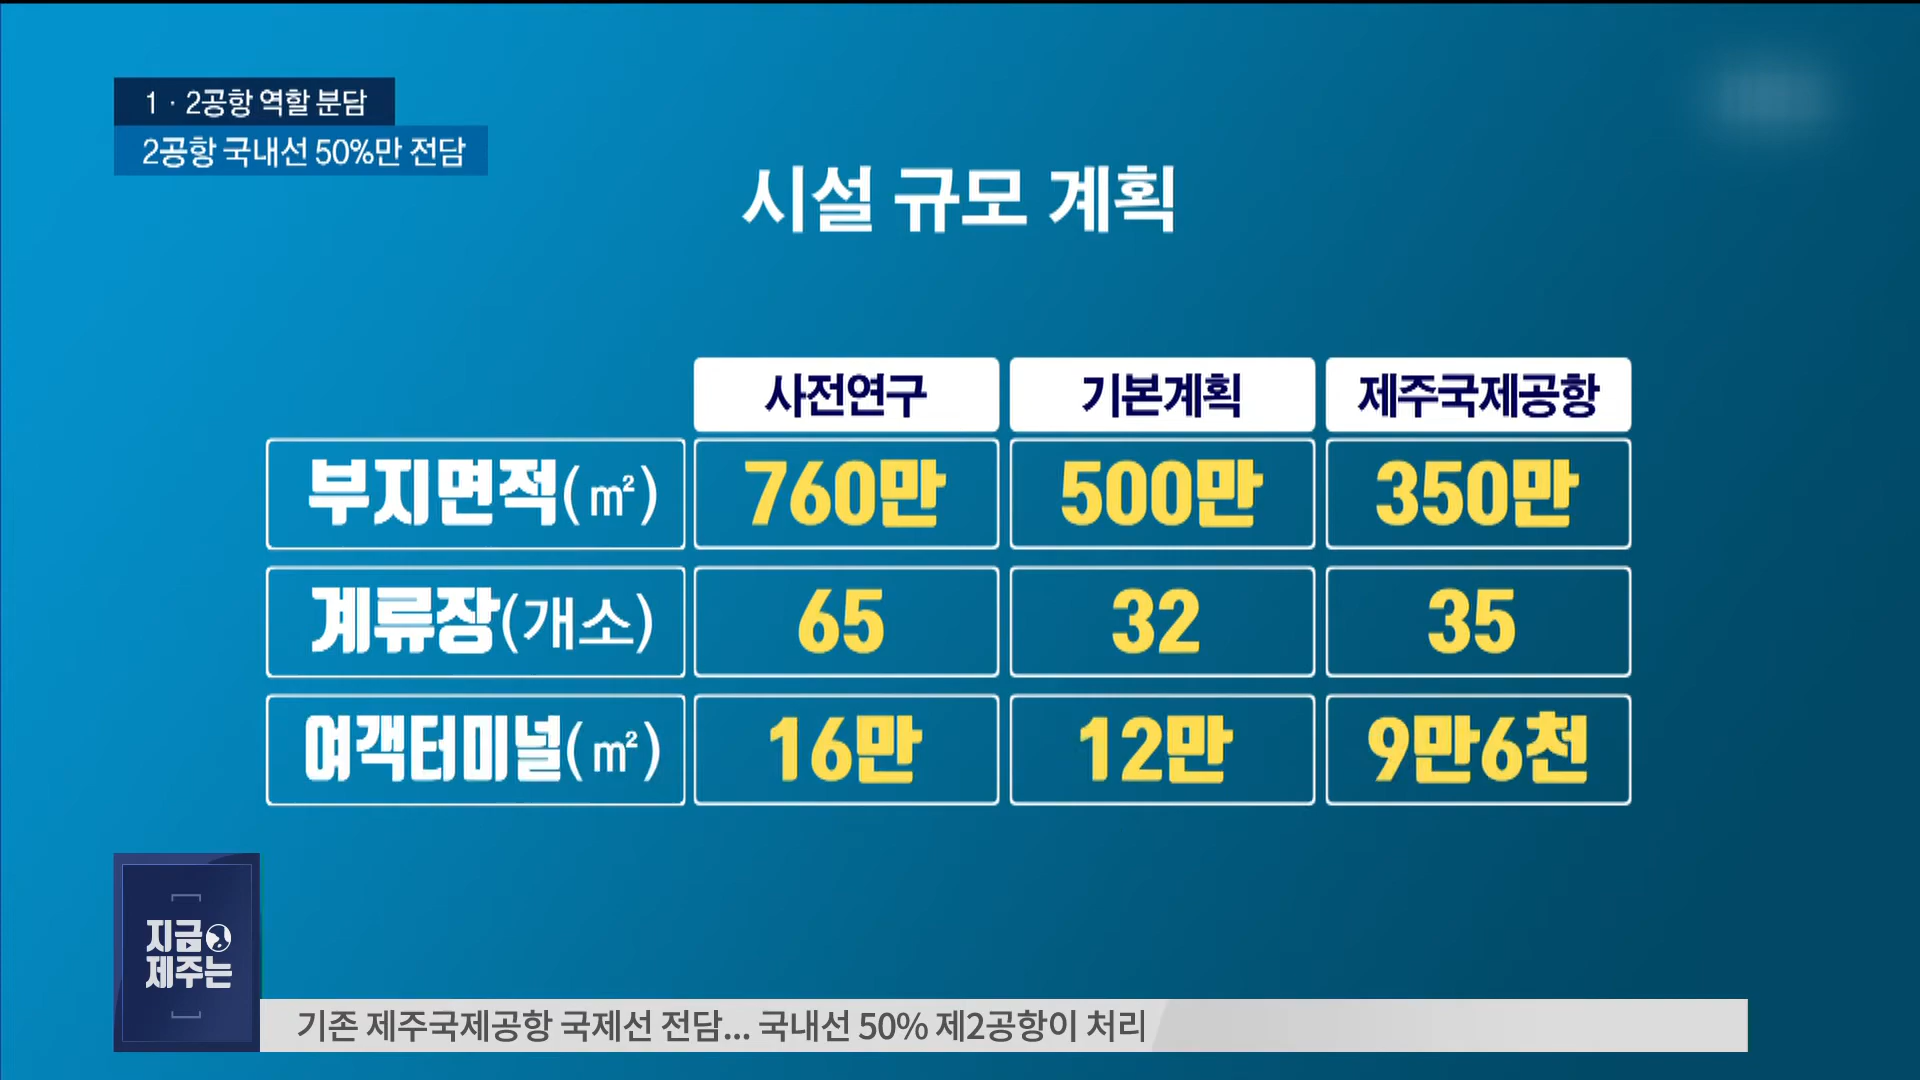 1 · 2공항 역할 분담
2공항 국내선 50%만 전담
시설 규모 계획
사전연구 기본계획 제주국제공항
부지면적(㎡) 760만 500만 350만
계류장(개소) 65 32 35
여객터미널(㎡) 16만 12만 9만6천
지금
제주는
기존 제주국제공항 국제선 전담... 국내선 50% 제2공항이 처리